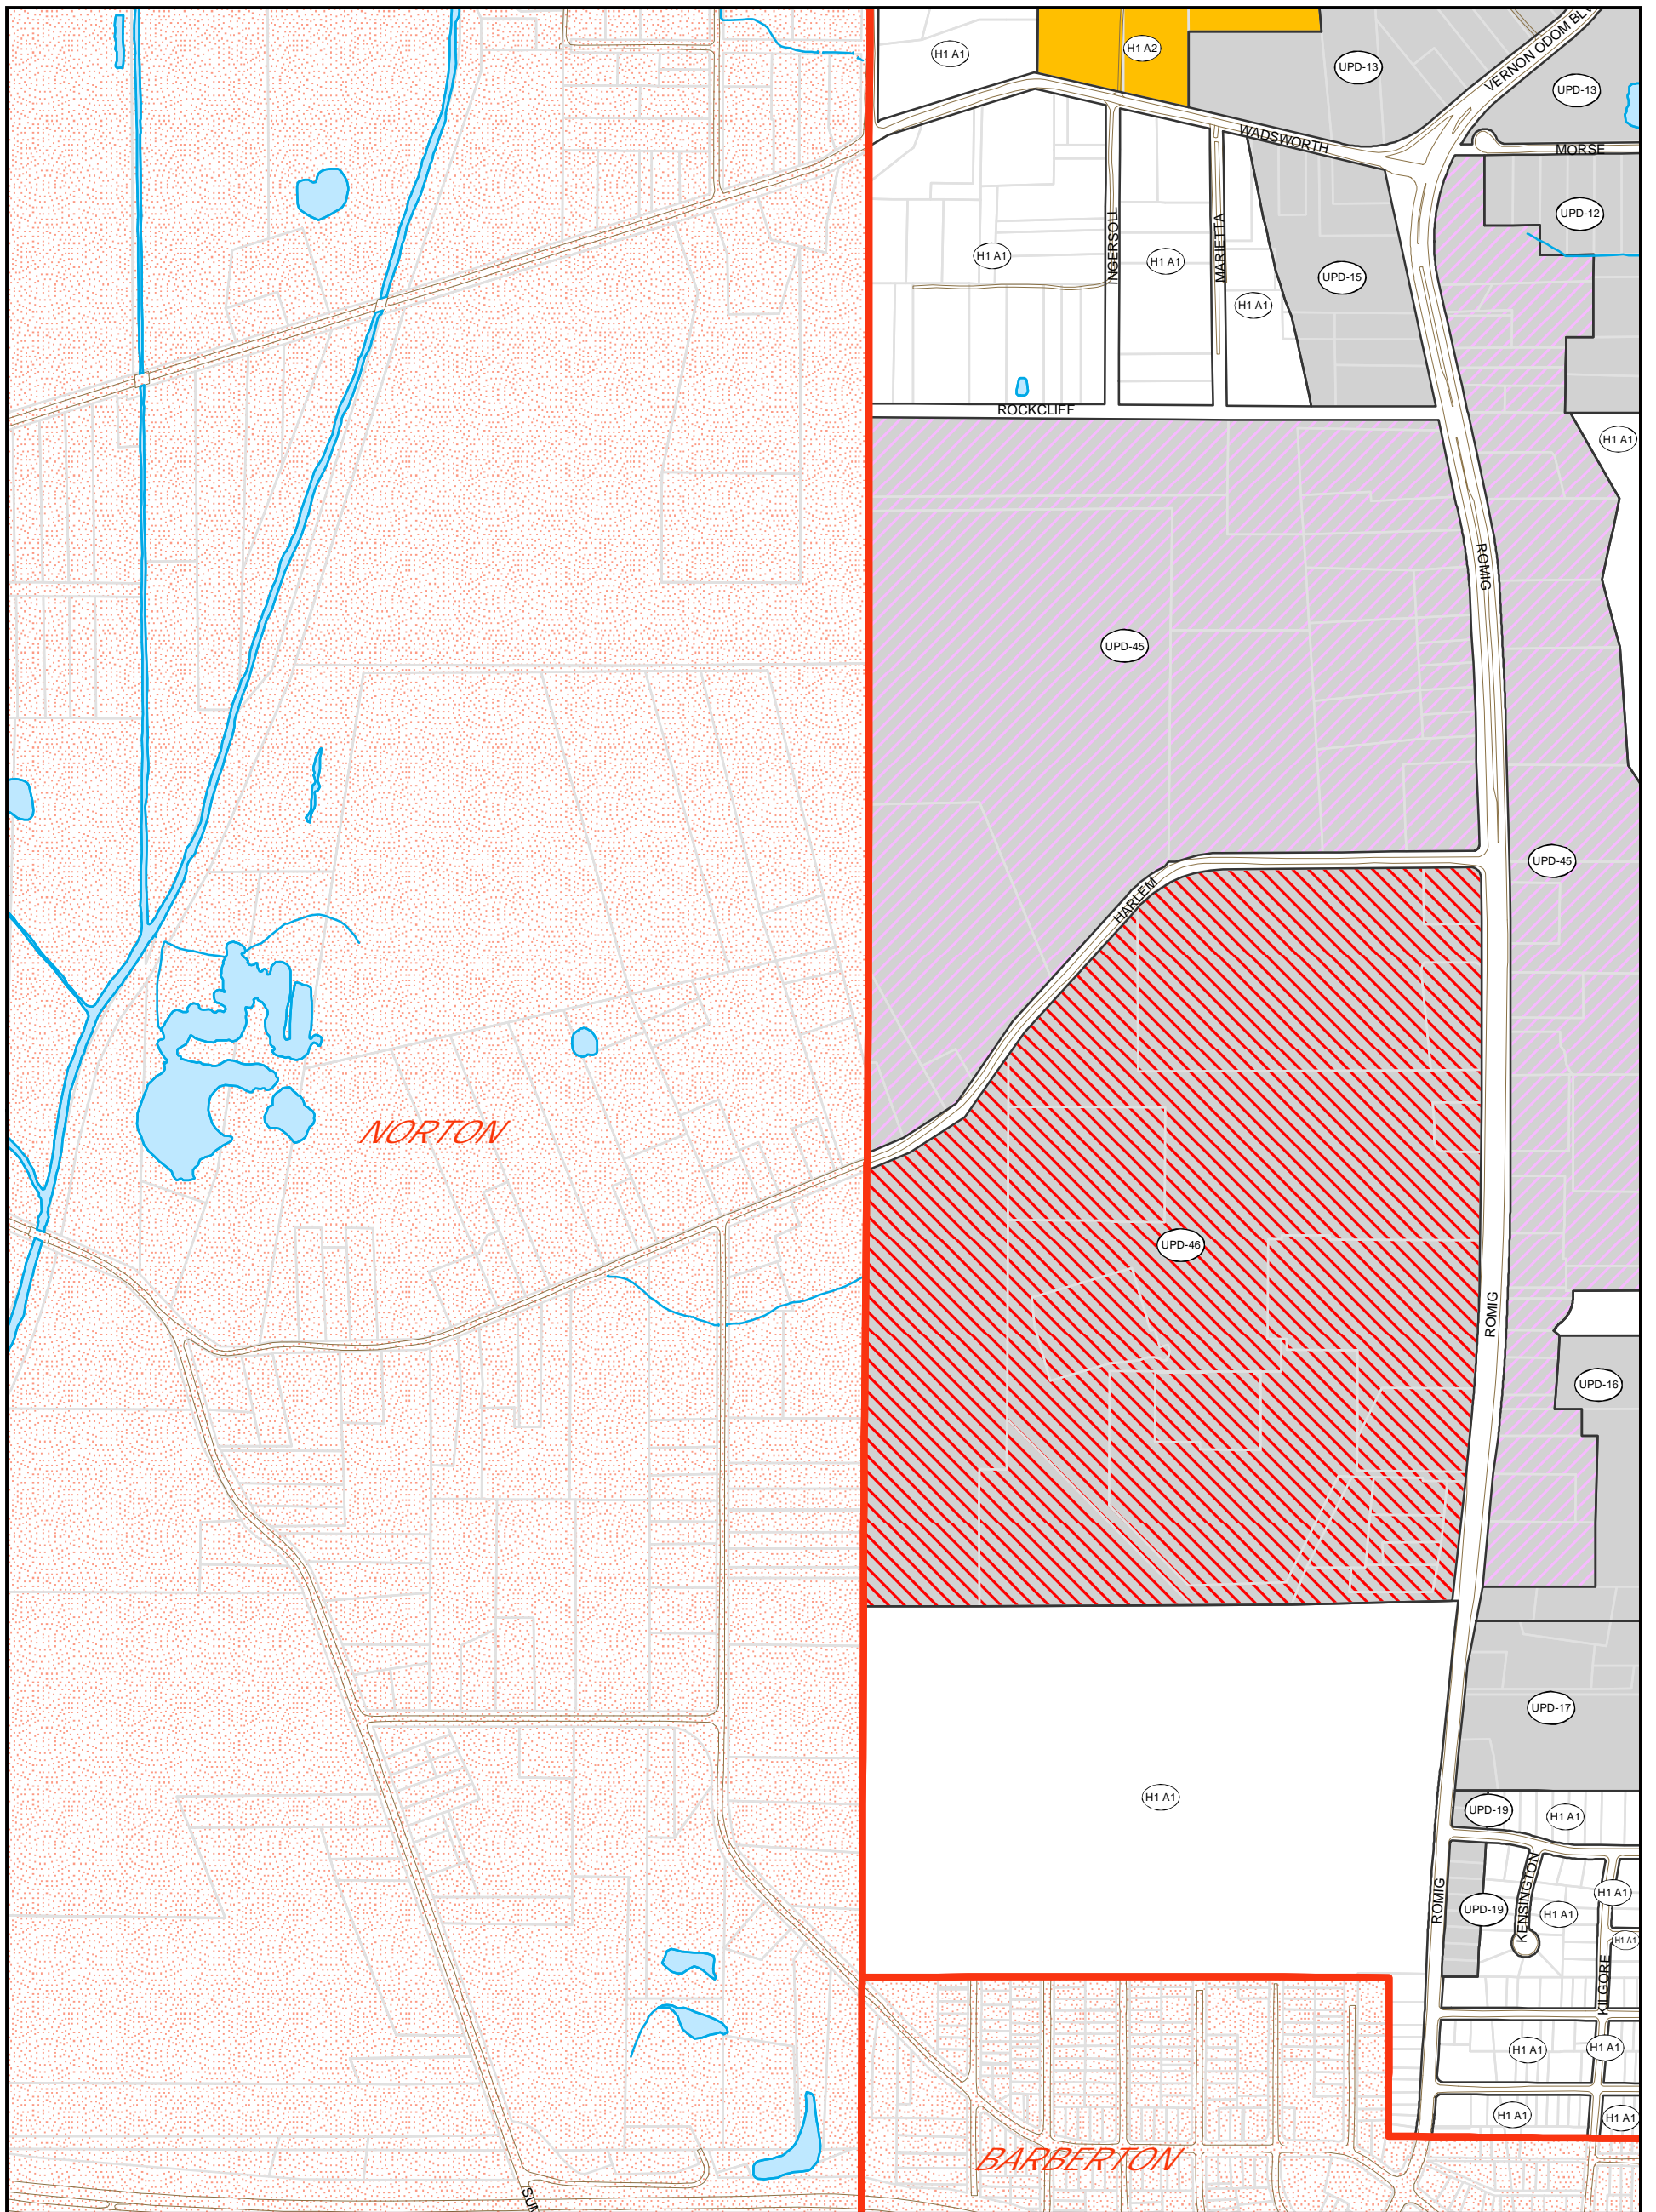 H1 A1
H1 A2
UPD-13
VERNON ODOM BLV
UPD-13
WADSWORTH
MORSE
UPD-12
INGERSOLL
MARIETTA
H1 A1
H1 A1
UPD-15
H1 A1
ROCKCLIFF
H1 A1
ROMIG
UPD-45
UPD-45
HARLEM
NORTON
UPD-46
ROMIG
UPD-16
UPD-17
H1 A1
UPD-19
H1 A1
ROMIG
UPD-19
KENSINGTON
H1 A1
H1 A1
H1 A1
KILGORE
H1 A1
H1 A1
H1 A1
H1 A1
BARBERTON
SUM